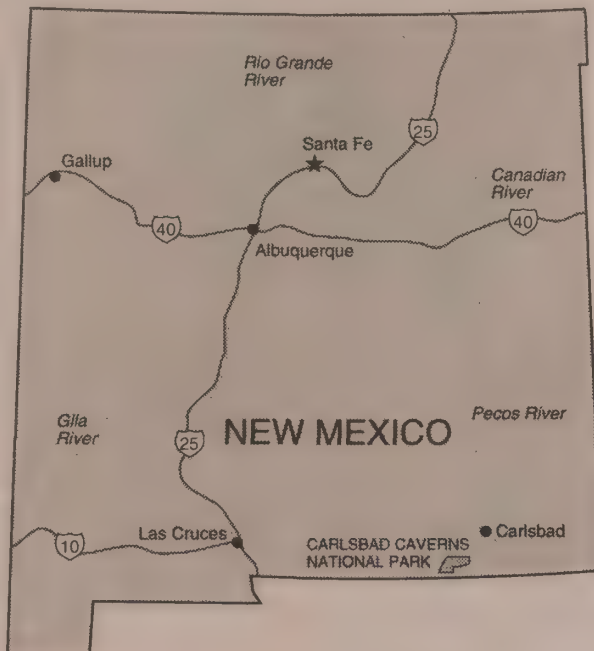 Rio Grande
River
25
Santa Fe
Gallup
Canadian
River
40
40
Albuquerque
Gila
River
25
NEW MEXICO
Pecos River
10
Las Cruces
CARLSBAD CAVERNS
NATIONAL PARK
Carlsbad